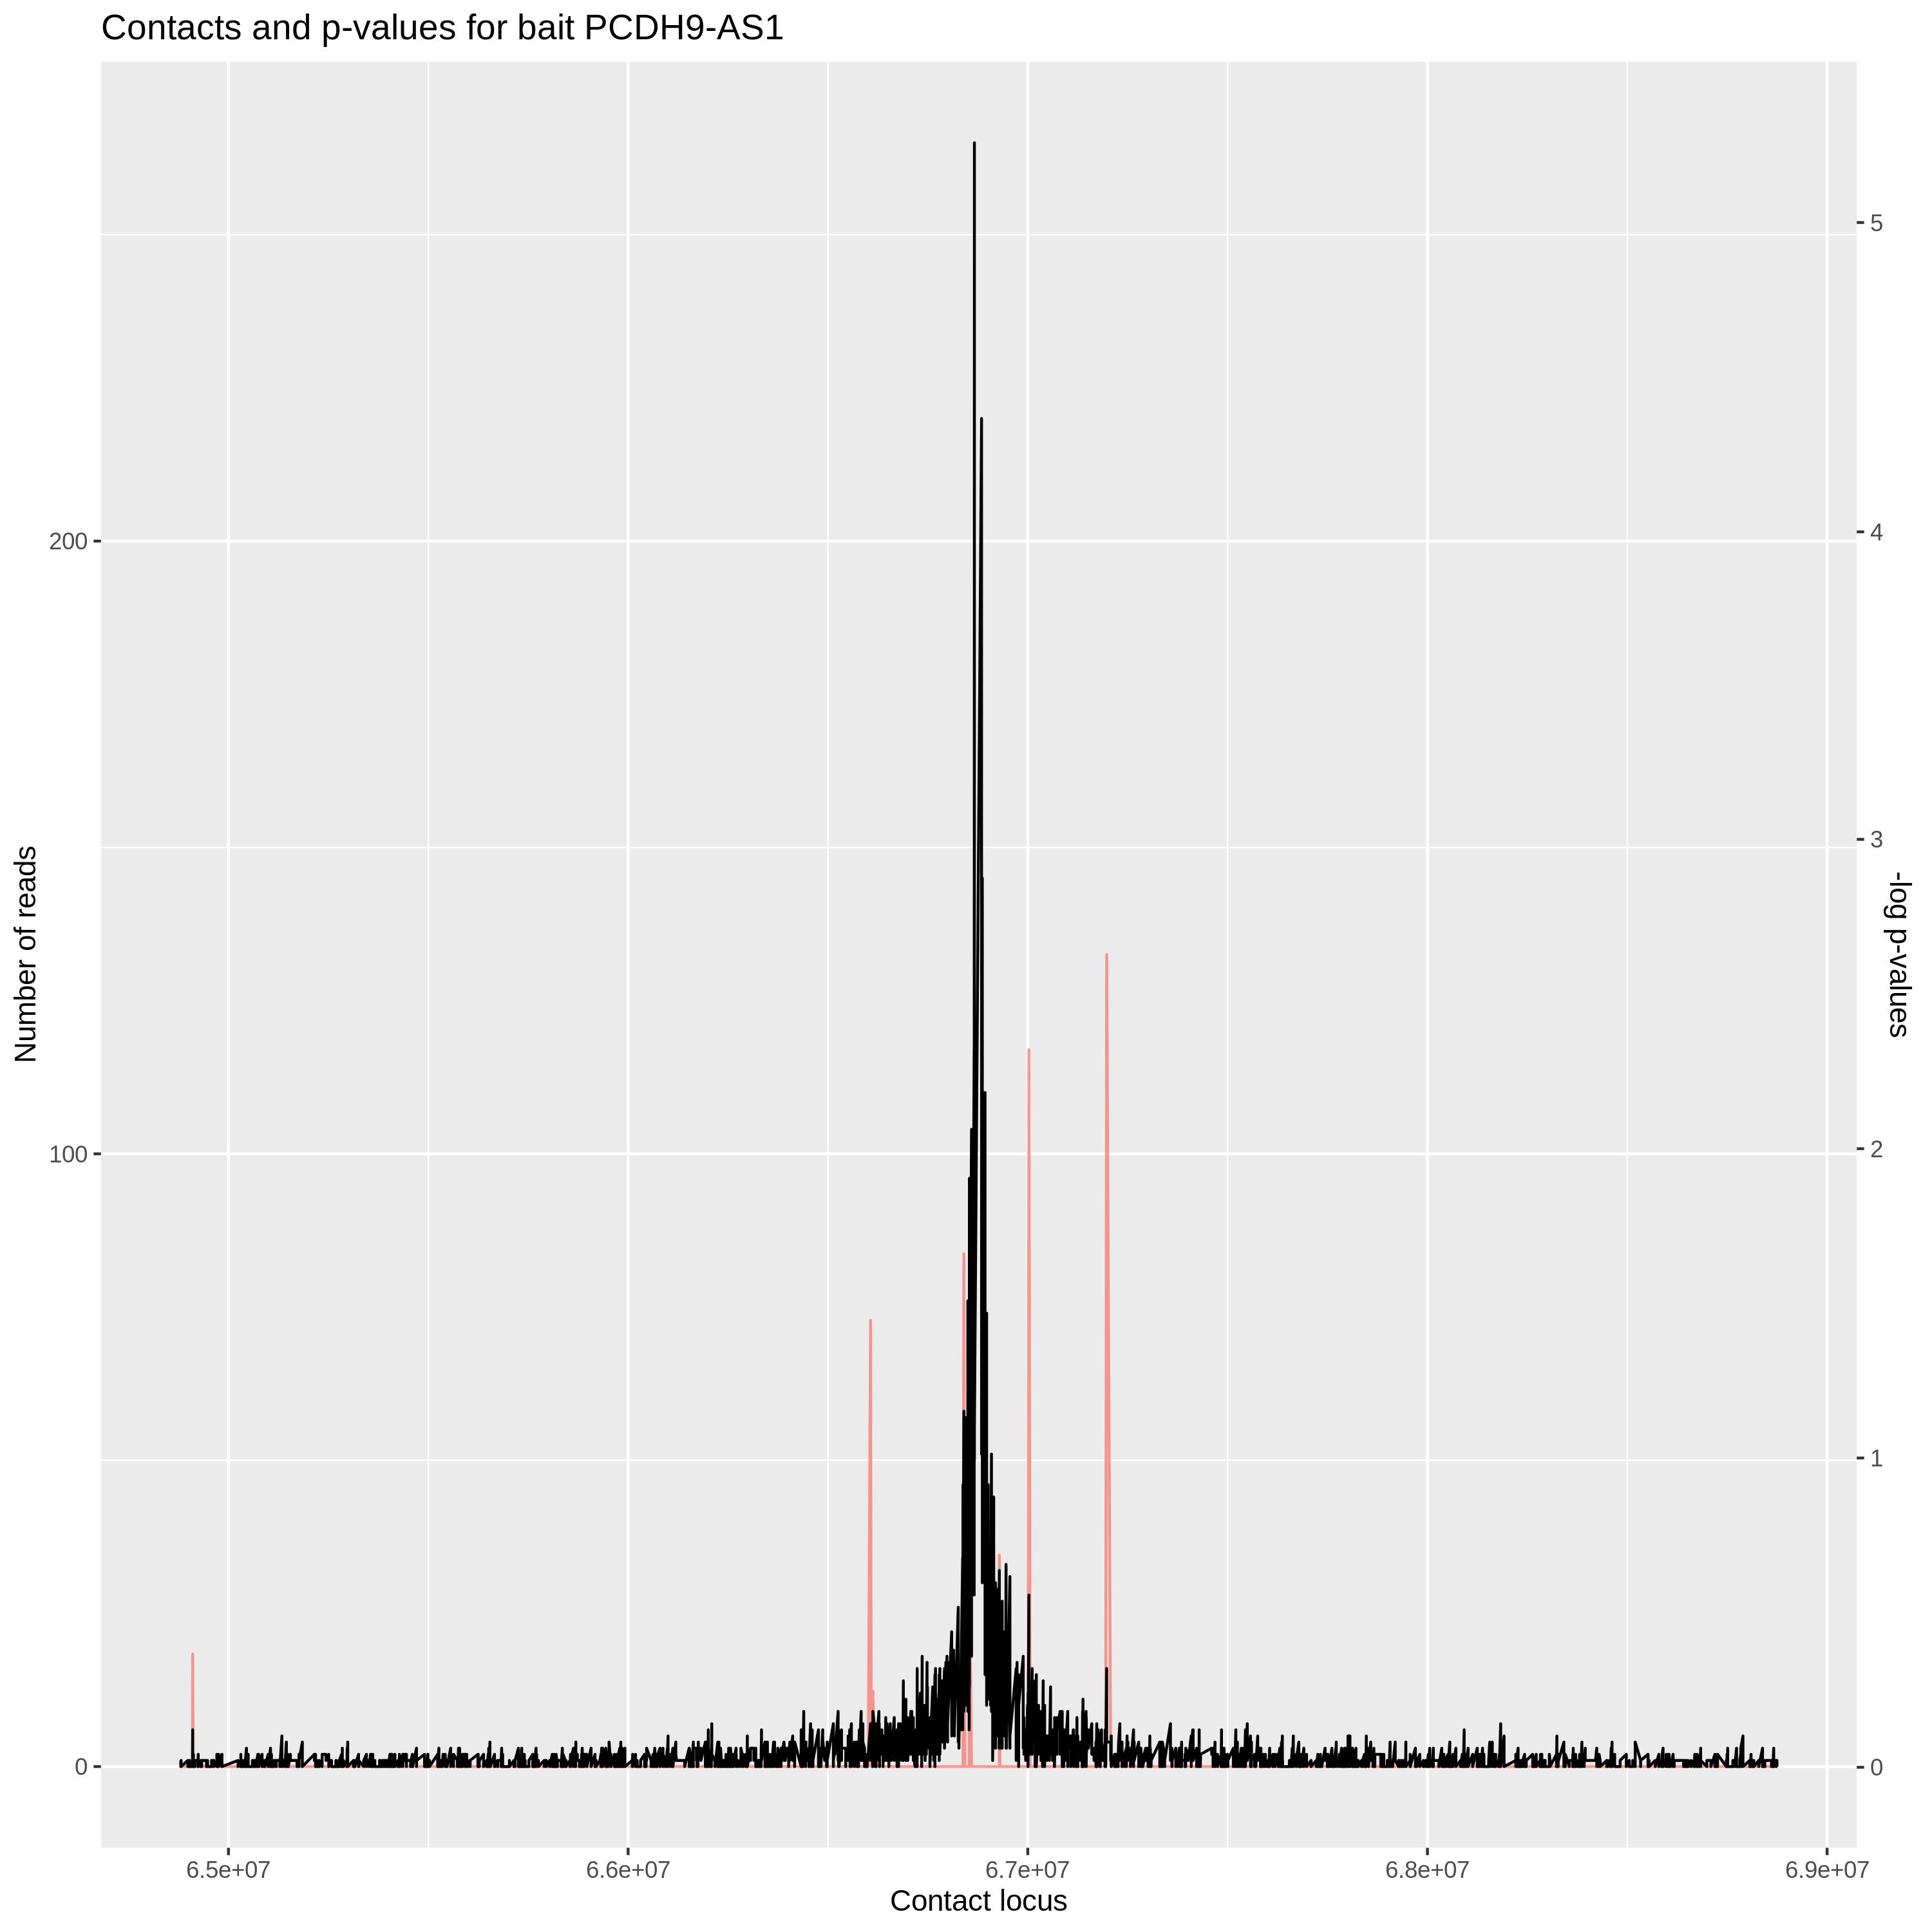 Contacts and p-values for bait PCDH9-AS1
Number of reads
200
100
0
5
4
3
2
1
0
-log p-values
6.5e+07
6.6e+07
6.7e+07
6.8e+07
6.9e+07
Contact locus